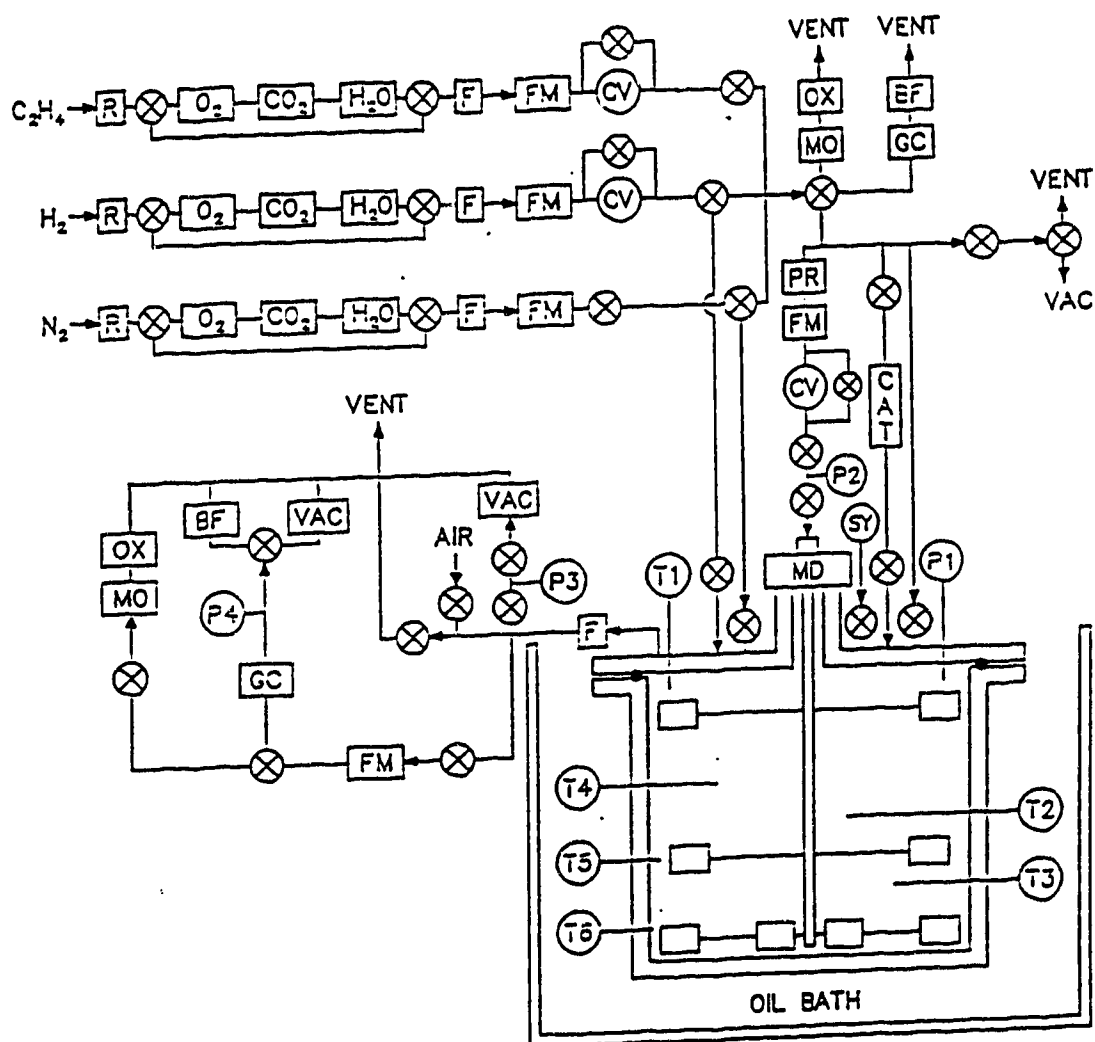 VENT VENT
C₂H₄ R O₂ CO₂ H₂O F FM CV OX BF
MO GC
VENT
H₂ R O₂ CO₂ H₂O F FM CV
PR
VAC
N₂ R O₂ CO₂ H₂O F FM FM
CV CAT
VENT
P2
BF VAC VAC SY
OX AIR
MD
MO P4 P3 T1 P1
F
GC
FM
T4
T2
T5
T3
T6
OIL BATH